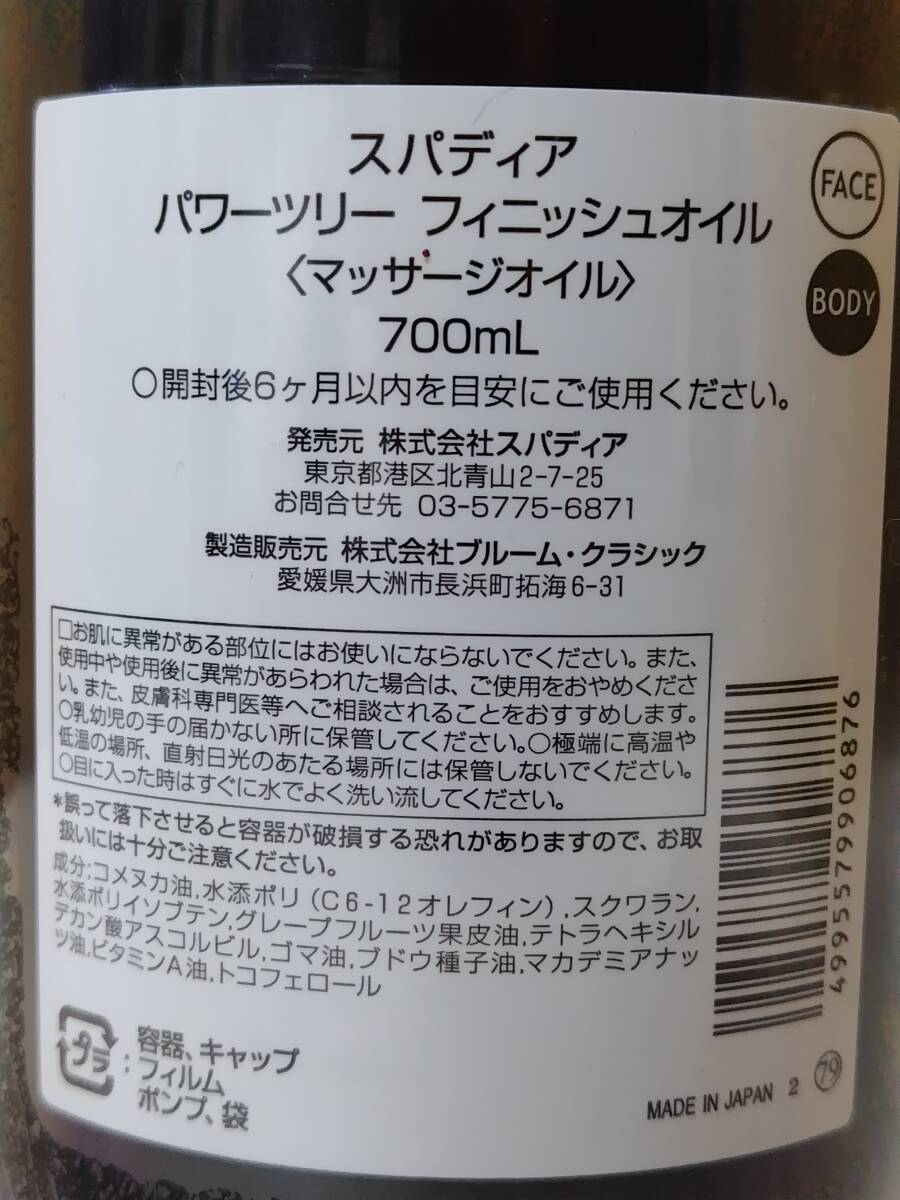 スパディア
パワーツリー フィニッシュオイル
〈マッサージオイル〉
700mL
FACE
BODY
○開封後6ヶ月以内を目安にご使用ください。
発売元 株式会社スパディア
東京都港区北青山2-7-25
お問合せ先 03-5775-6871
製造販売元 株式会社ブルーム・クラシック
愛媛県大洲市長浜町拓海6-31
□お肌に異常がある部位にはお使いにならないでください。また、
使用中や使用後に異常があらわれた場合は、ご使用をおやめくださ
い。また、皮膚科専門医等へご相談されることをおすすめします。
○乳幼児の手の届かない所に保管してください。○極端に高温や
低温の場所、直射日光のあたる場所には保管しないでください。
○目に入った時はすぐに水でよく洗い流してください。
*誤って落下させると容器が破損する恐れがありますので、お取
扱いには十分ご注意ください。
成分;コメヌカ油,水添ポリ(C6-12オレフィン),スクワラン,
水添ポリイソブテン,グレープフルーツ果皮油,テトラヘキシル
デカン酸アスコルビル,ゴマ油,ブドウ種子油,マカデミアナッ
ツ油,ビタミンA油,トコフェロール
4995579906876
プラ
:
容器、キャップ
フィルム
ポンプ、袋
MADE IN JAPAN 2 79